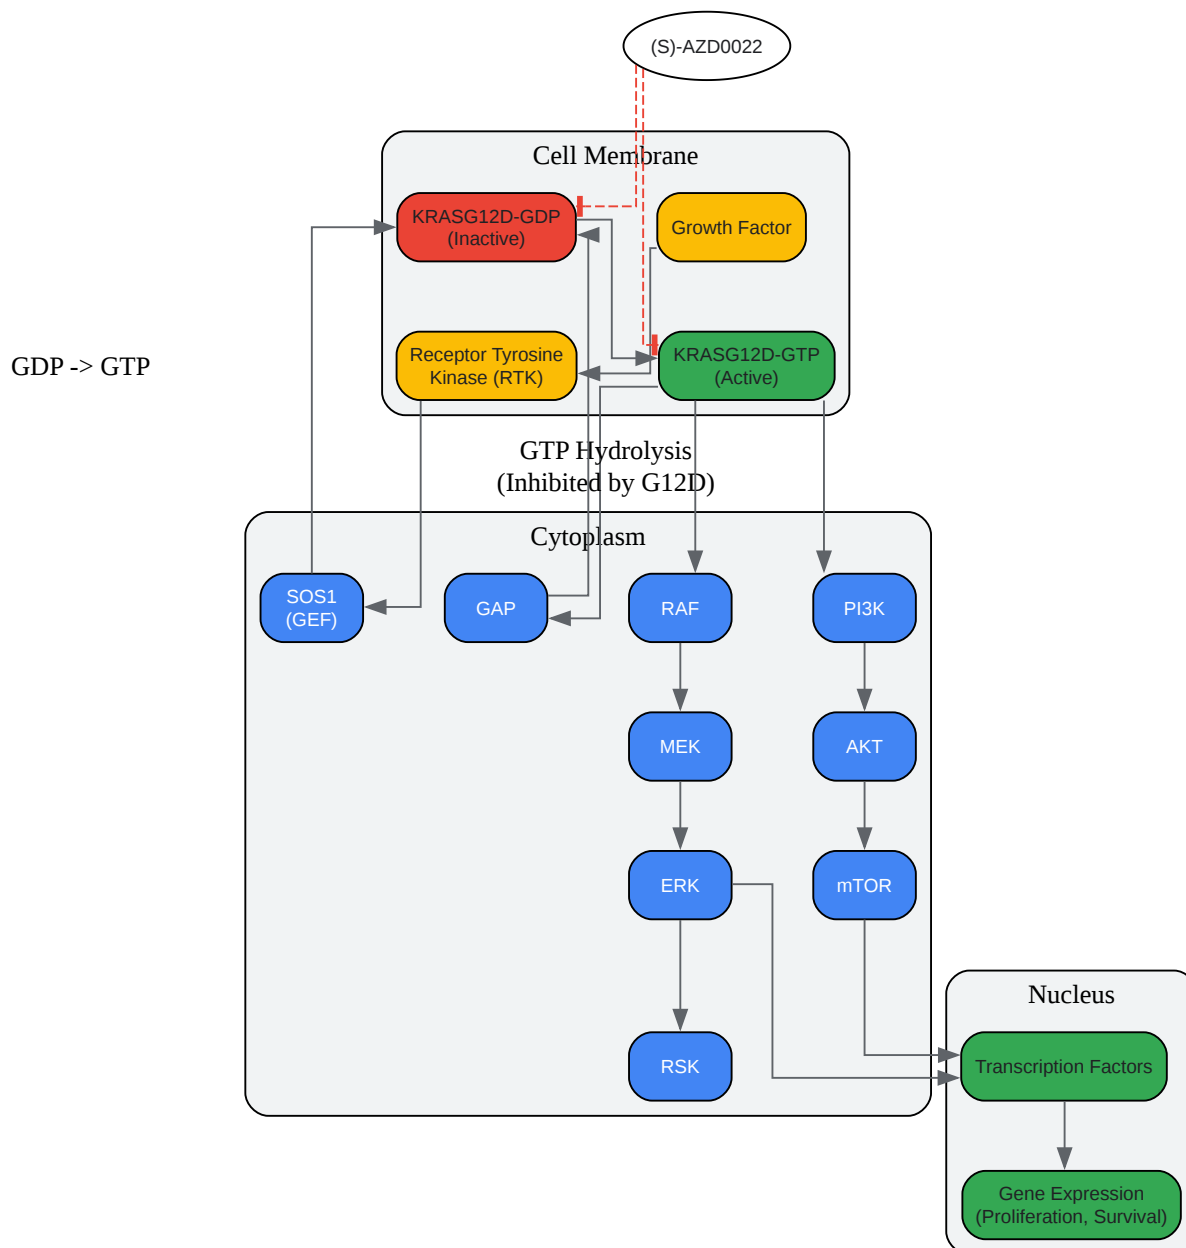 (S)-AZD0022
Cell Membrane
KRASG12D-GDP
(Inactive)
Growth Factor
Receptor Tyrosine
Kinase (RTK)
KRASG12D-GTP
(Active)
GDP -> GTP
GTP Hydrolysis
(Inhibited by G12D)
Cytoplasm
SOS1
(GEF)
GAP
RAF
PI3K
MEK
AKT
ERK
mTOR
Nucleus
RSK
Transcription Factors
Gene Expression
(Proliferation, Survival)